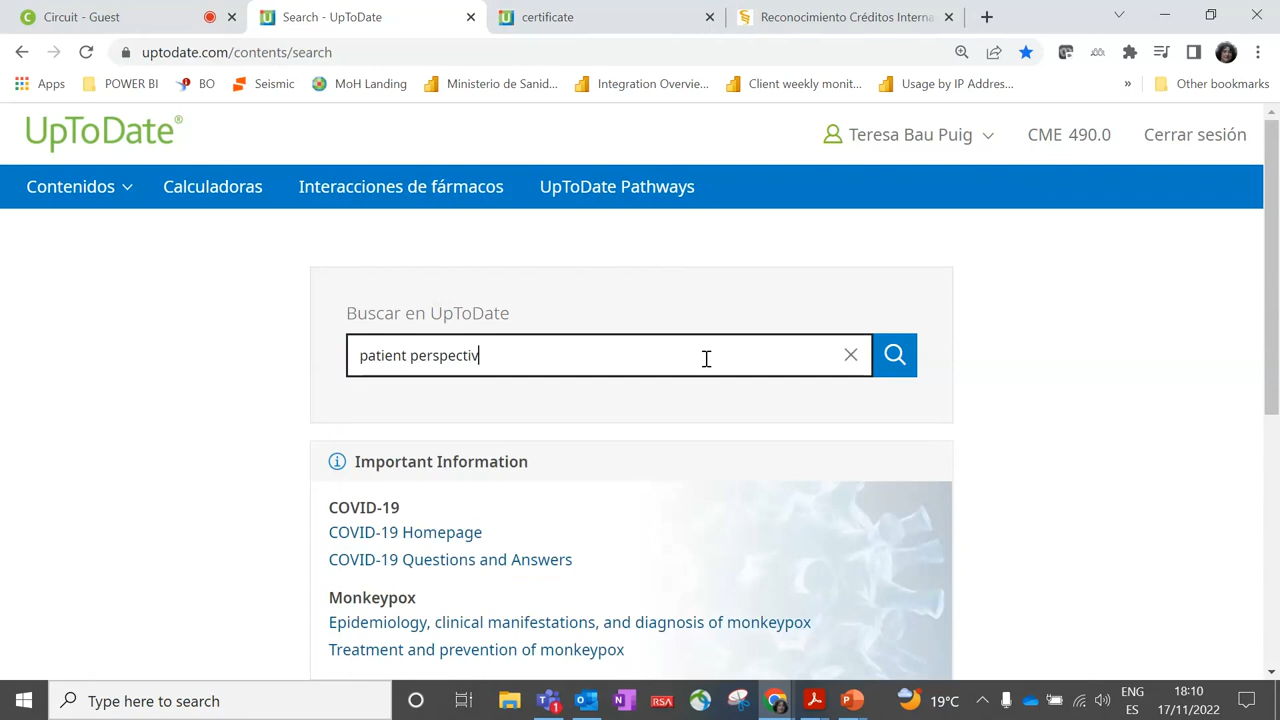 Circuit - Guest
Search - UpToDate
certificate
Reconocimiento Créditos Interna
uptodate.com/contents/search
Apps
POWER BI
BO
Seismic
MoH Landing
Ministerio de Sanid...
Integration Overvie...
Client weekly monit...
Usage by IP Addres...
»
Other bookmarks
UpToDate®
Teresa Bau Puig
CME 490.0
Cerrar sesión
Contenidos
Calculadoras
Interacciones de fármacos
UpToDate Pathways
Buscar en UpToDate
patient perspectiv
Important Information
COVID-19
COVID-19 Homepage
COVID-19 Questions and Answers
Monkeypox
Epidemiology, clinical manifestations, and diagnosis of monkeypox
Treatment and prevention of monkeypox
Type here to search
RSA
19°C
ENG
ES
18:10
17/11/2022